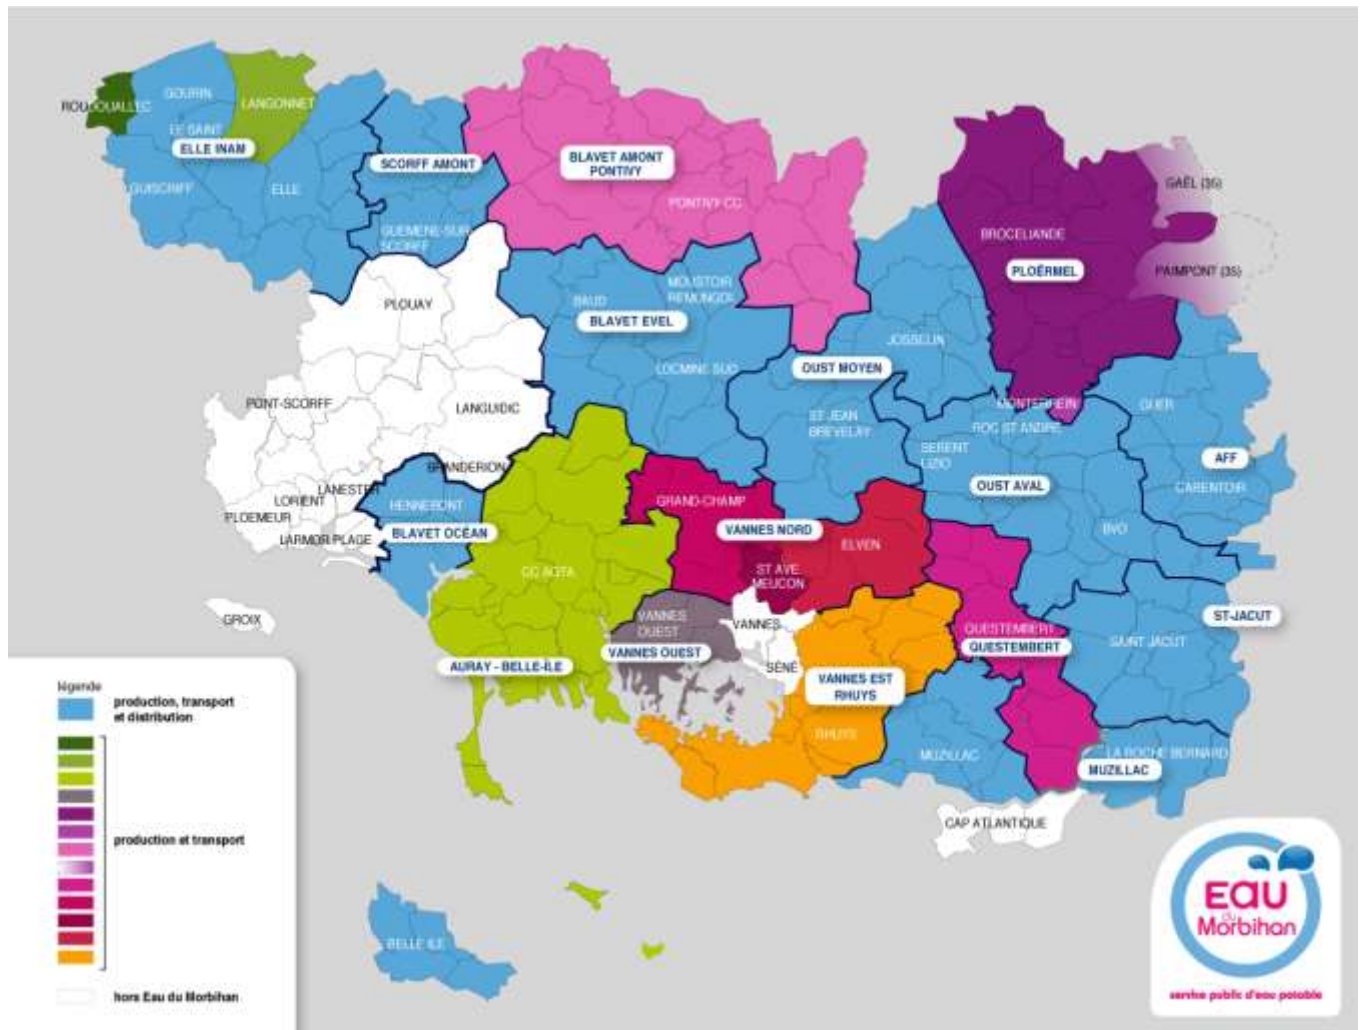 ROUDOUALLEC
GOURIN
LANGONNET
LE SAINT
ELLE INAM
GUISCRIFF
ELLE
SCORFF AMONT
GUEMENE-SUR-
SCORFF
BLAVET AMONT
PONTIVY
PONTIVY CC
GAËL (35)
BROCELIANDE
PLOËRMEL
PAIMPONT (35)
PLOUAY
MOUSTOIR
REMUNGOL
BAUD
BLAVET EVEL
JOSSELIN
LOCMINE SUD
OUST MOYEN
PONT-SCORFF
LANGUIDIC
MONTERREIN
GUER
ST JEAN
BREVELAY
ROC ST ANDRE
SERENT
LIZIO
AFF
BRANDERION
LANESTER
LORIENT
HENNEBONT
PLOEMEUR
GRAND-CHAMP
OUST AVAL
CARENTOIR
LARMOR PLAGE
BLAVET OCÉAN
VANNES NORD
BVO
ELVEN
CC AQTA
ST AVE
MEUCON
GROIX
VANNES
OUEST
VANNES
ST-JACUT
QUESTEMBERT
SAINT JACUT
QUESTEMBERT
VANNES OUEST
AURAY - BELLE-ÎLE
SÉNÉ
VANNES EST
RHUYS
RHUYS
MUZILLAC
LA ROCHE BERNARD
MUZILLAC
CAP ATLANTIQUE
BELLE ILE
légende
production, transport
et distribution
production et transport
hors Eau du Morbihan
EAU
DU
Morbihan
service public d'eau potable